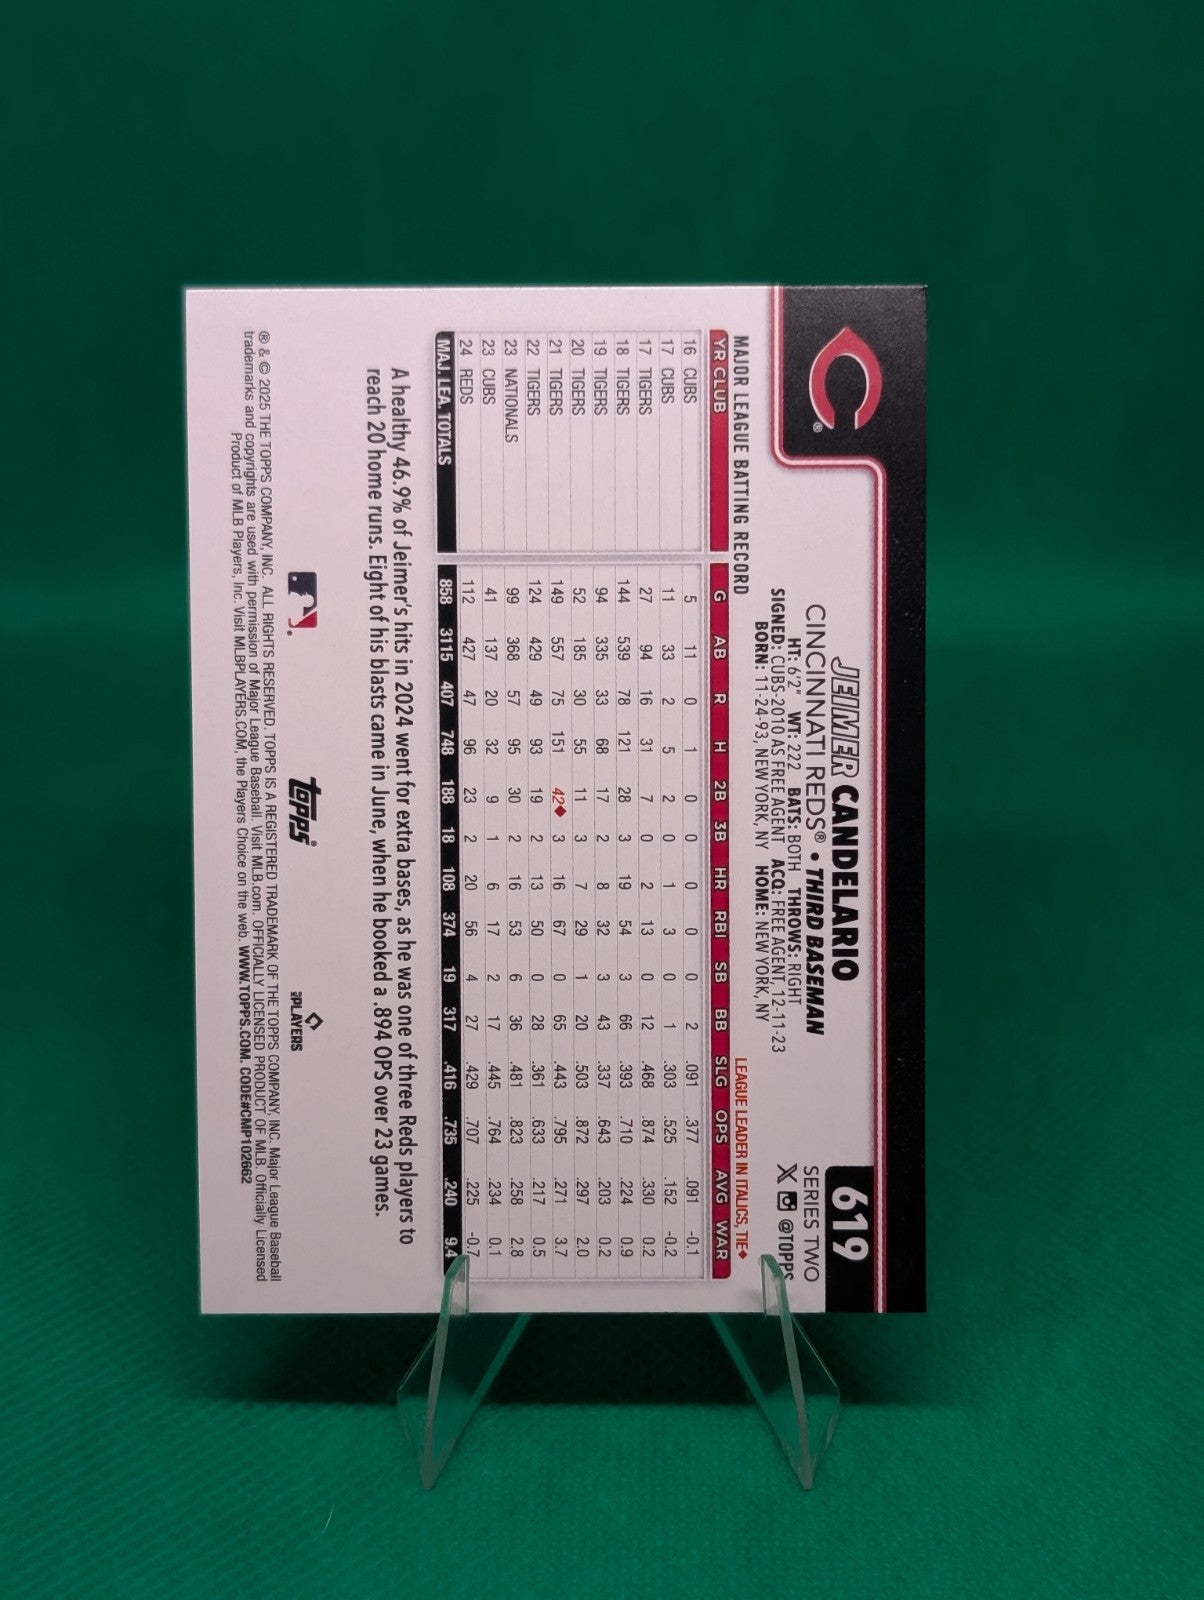 619
SERIES TWO
X @TOPPS
JEIMER CANDELARIO
CINCINNATI REDS® • THIRD BASEMAN
HT: 6'2" WT: 222 BATS: BOTH THROWS: RIGHT
SIGNED: CUBS-2010 AS FREE AGENT ACQ: FREE AGENT, 12-11-23
BORN: 11-24-93, NEW YORK, NY HOME: NEW YORK, NY
C ®
MAJOR LEAGUE BATTING RECORD LEAGUE LEADER IN ITALICS, TIE◆
YR CLUB G AB R H 2B 3B HR RBI SB BB SLG OPS AVG WAR
16 CUBS 5 11 0 1 0 0 0 0 0 2 .091 .377 .091 -0.1
17 CUBS 11 33 2 5 2 0 1 3 0 1 .303 .525 .152 -0.2
17 TIGERS 27 94 16 31 7 0 2 13 0 12 .468 .874 .330 0.2
18 TIGERS 144 539 78 121 28 3 19 54 3 66 .393 .710 .224 0.9
19 TIGERS 94 335 33 68 17 2 8 32 3 43 .337 .643 .203 0.2
20 TIGERS 52 185 30 55 11 3 7 29 1 20 .503 .872 .297 2.0
21 TIGERS 149 557 75 151 42◆ 3 16 67 0 65 .443 .795 .271 3.7
22 TIGERS 124 429 49 93 19 2 13 50 0 28 .361 .633 .217 0.5
23 NATIONALS 99 368 57 95 30 2 16 53 6 36 .481 .823 .258 2.8
23 CUBS 41 137 20 32 9 1 6 17 2 17 .445 .764 .234 0.1
24 REDS 112 427 47 96 23 2 20 56 4 27 .429 .707 .225 -0.7
MAJ. LEA. TOTALS 858 3115 407 748 188 18 108 374 19 317 .416 .735 .240 9.4
A healthy 46.9% of Jeimer's hits in 2024 went for extra bases, as he was one of three Reds players to
reach 20 home runs. Eight of his blasts came in June, when he booked a .894 OPS over 23 games.
topps®
PLAYERS
® & © 2025 THE TOPPS COMPANY, INC. ALL RIGHTS RESERVED. TOPPS IS A REGISTERED TRADEMARK OF THE TOPPS COMPANY, INC. Major League Baseball
trademarks and copyrights are used with permission of Major League Baseball. Visit MLB.com. OFFICIALLY LICENSED PRODUCT OF MLB. Officially Licensed
Product of MLB Players, Inc. Visit MLBPLAYERS.COM, the Players Choice on the web. WWW.TOPPS.COM. CODE#CMP102662